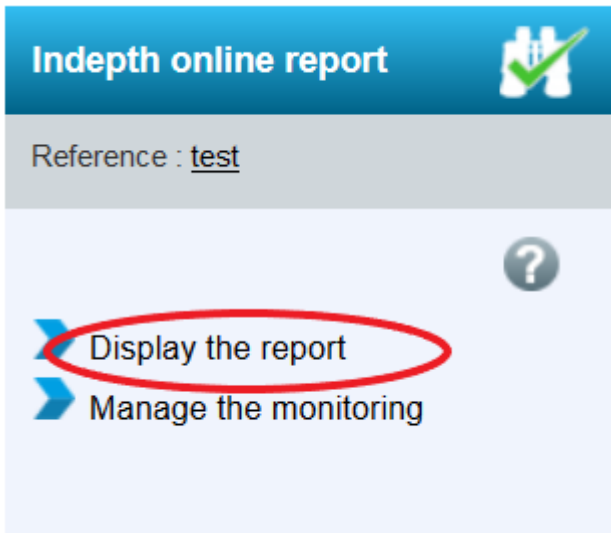 Indepth online report
Reference : test
?
Display the report
Manage the monitoring